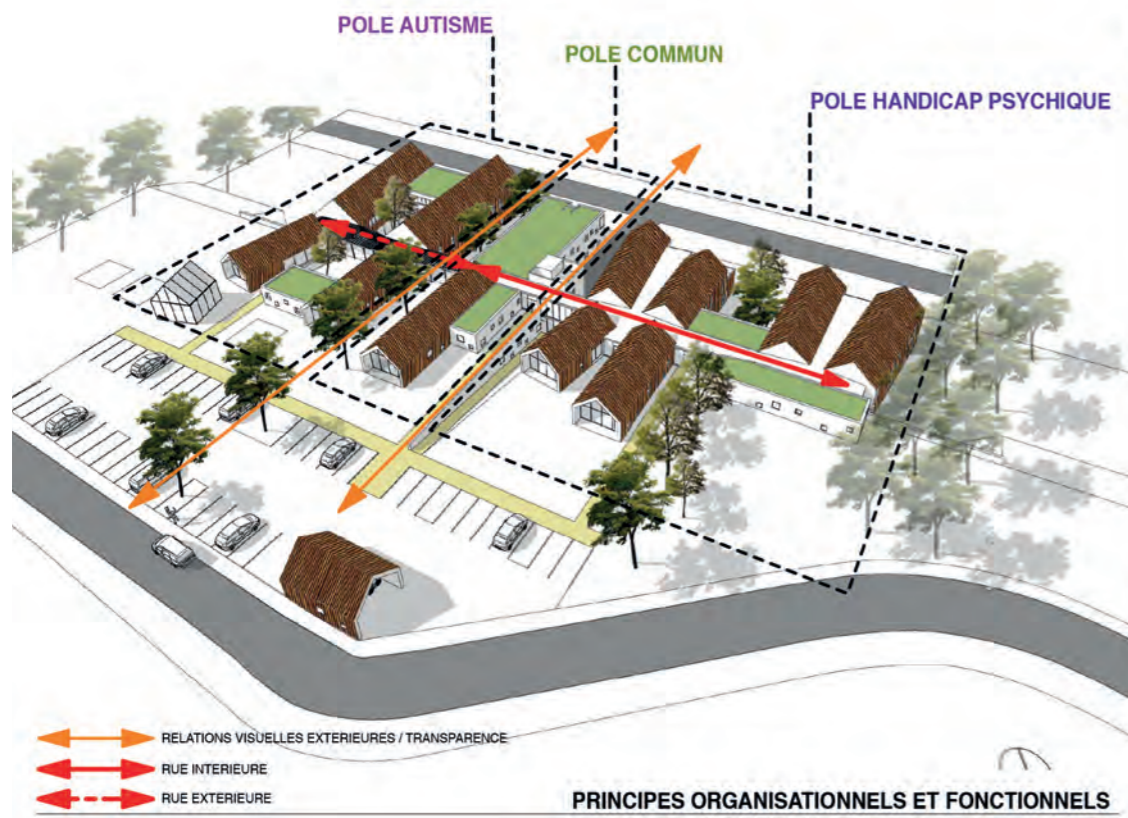 POLE AUTISME
POLE COMMUN
POLE HANDICAP PSYCHIQUE
RELATIONS VISUELLES EXTERIEURES / TRANSPARENCE
RUE INTERIEURE
RUE EXTERIEURE
PRINCIPES ORGANISATIONNELS ET FONCTIONNELS